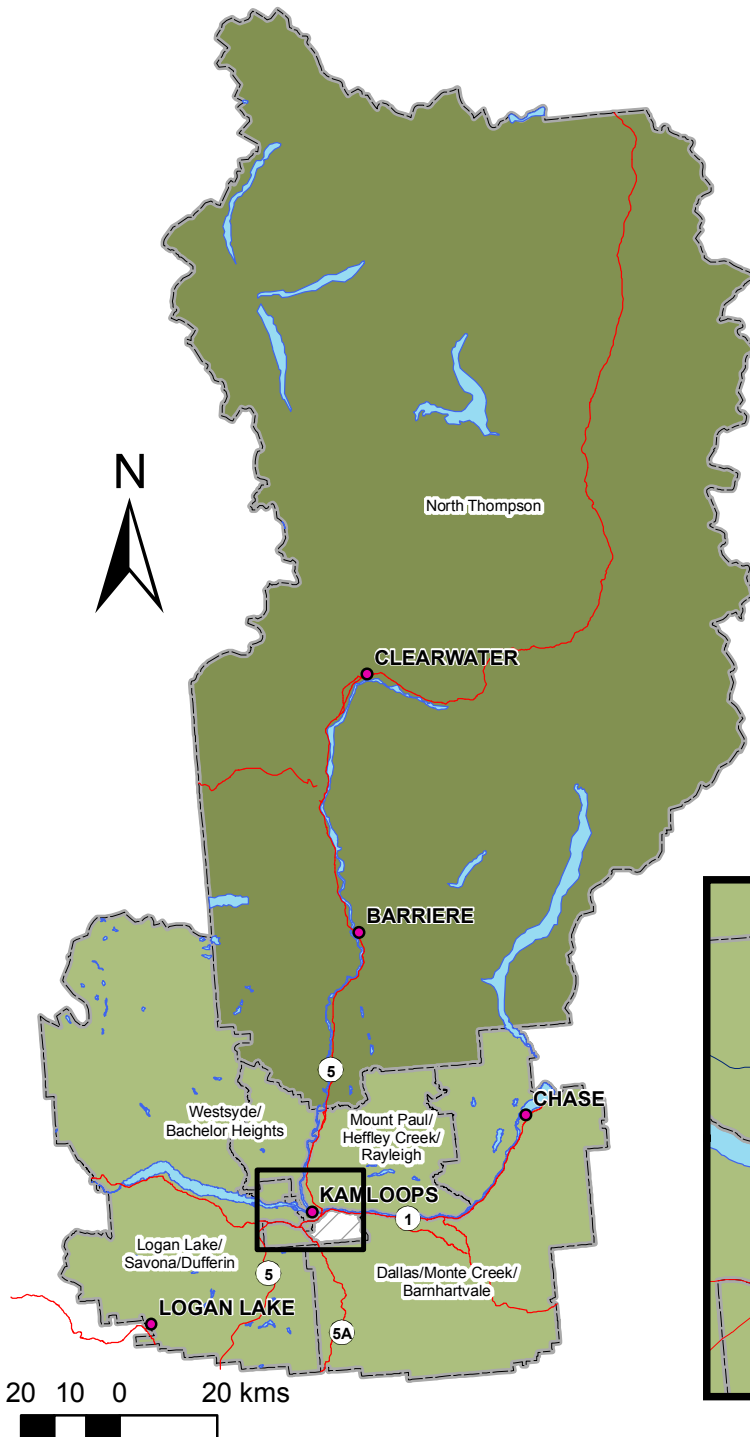 N
North Thompson
CLEARWATER
BARRIERE
5
CHASE
Westsyde/
Bachelor Heights
Mount Paul/
Heffley Creek/
Rayleigh
KAMLOOPS
1
Logan Lake/
Savona/Dufferin
5
Dallas/Monte Creek/
Barnhartvale
LOGAN LAKE
5A
20 10 0 20 kms